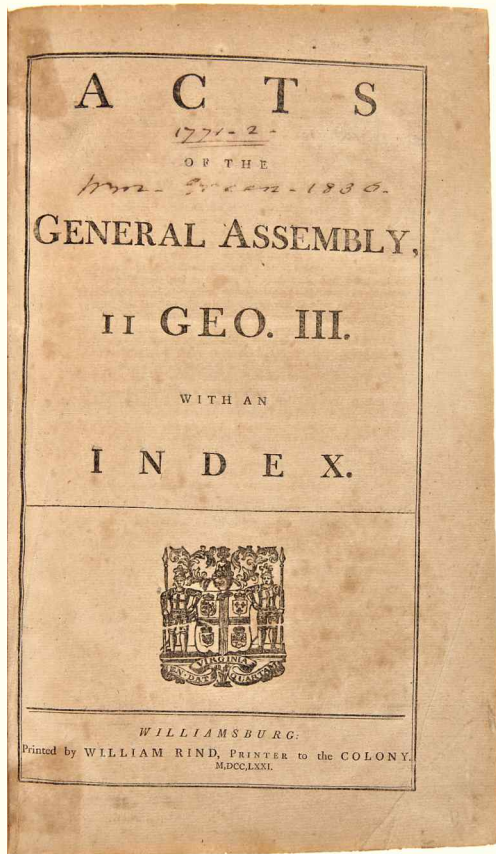 ACTS
1771-2-
OF THE
Wm. Green - 1836.
GENERAL ASSEMBLY,
11 GEO. III.
WITH AN
INDEX.
VIRGINIA
EN·DAT QUARTAM
WILLIAMSBURG:
Printed by WILLIAM RIND, PRINTER to the COLONY.
M,DCC,LXXI.